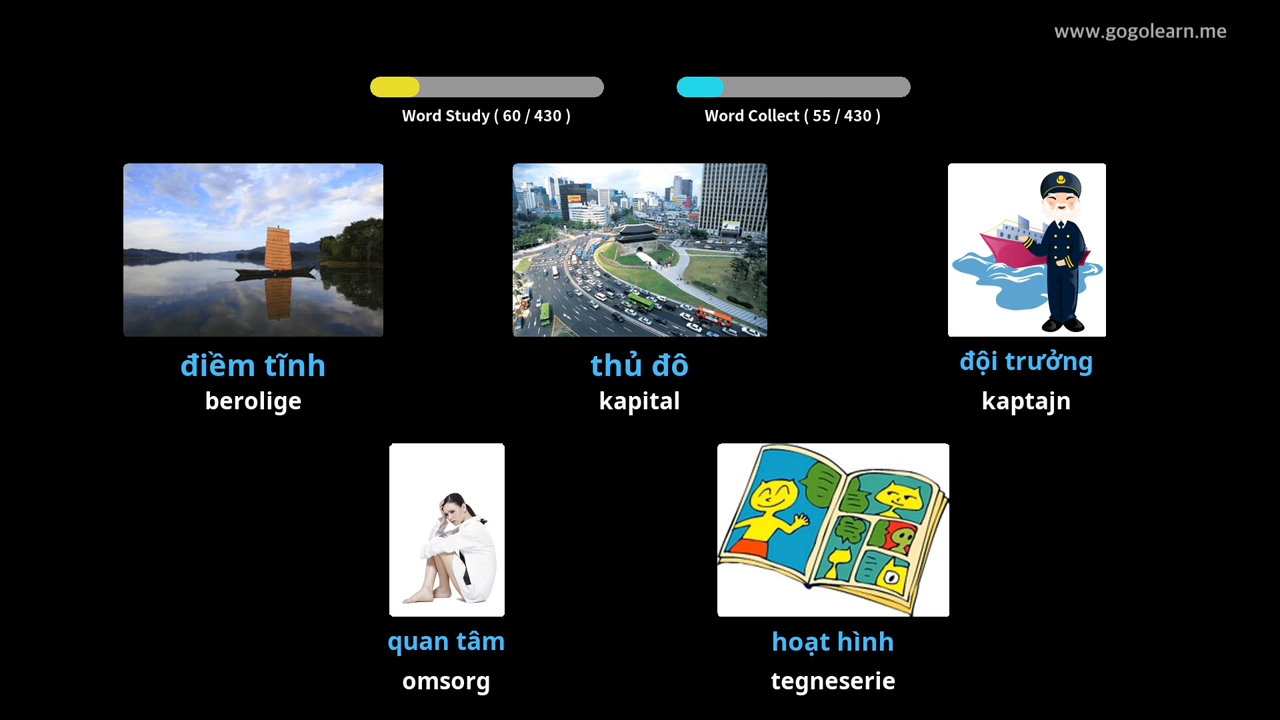 www.gogolearn.me
Word Study ( 60 / 430 )
Word Collect ( 55 / 430 )
điềm tĩnh
berolige
thủ đô
kapital
đội trưởng
kaptajn
quan tâm
omsorg
hoạt hình
tegneserie